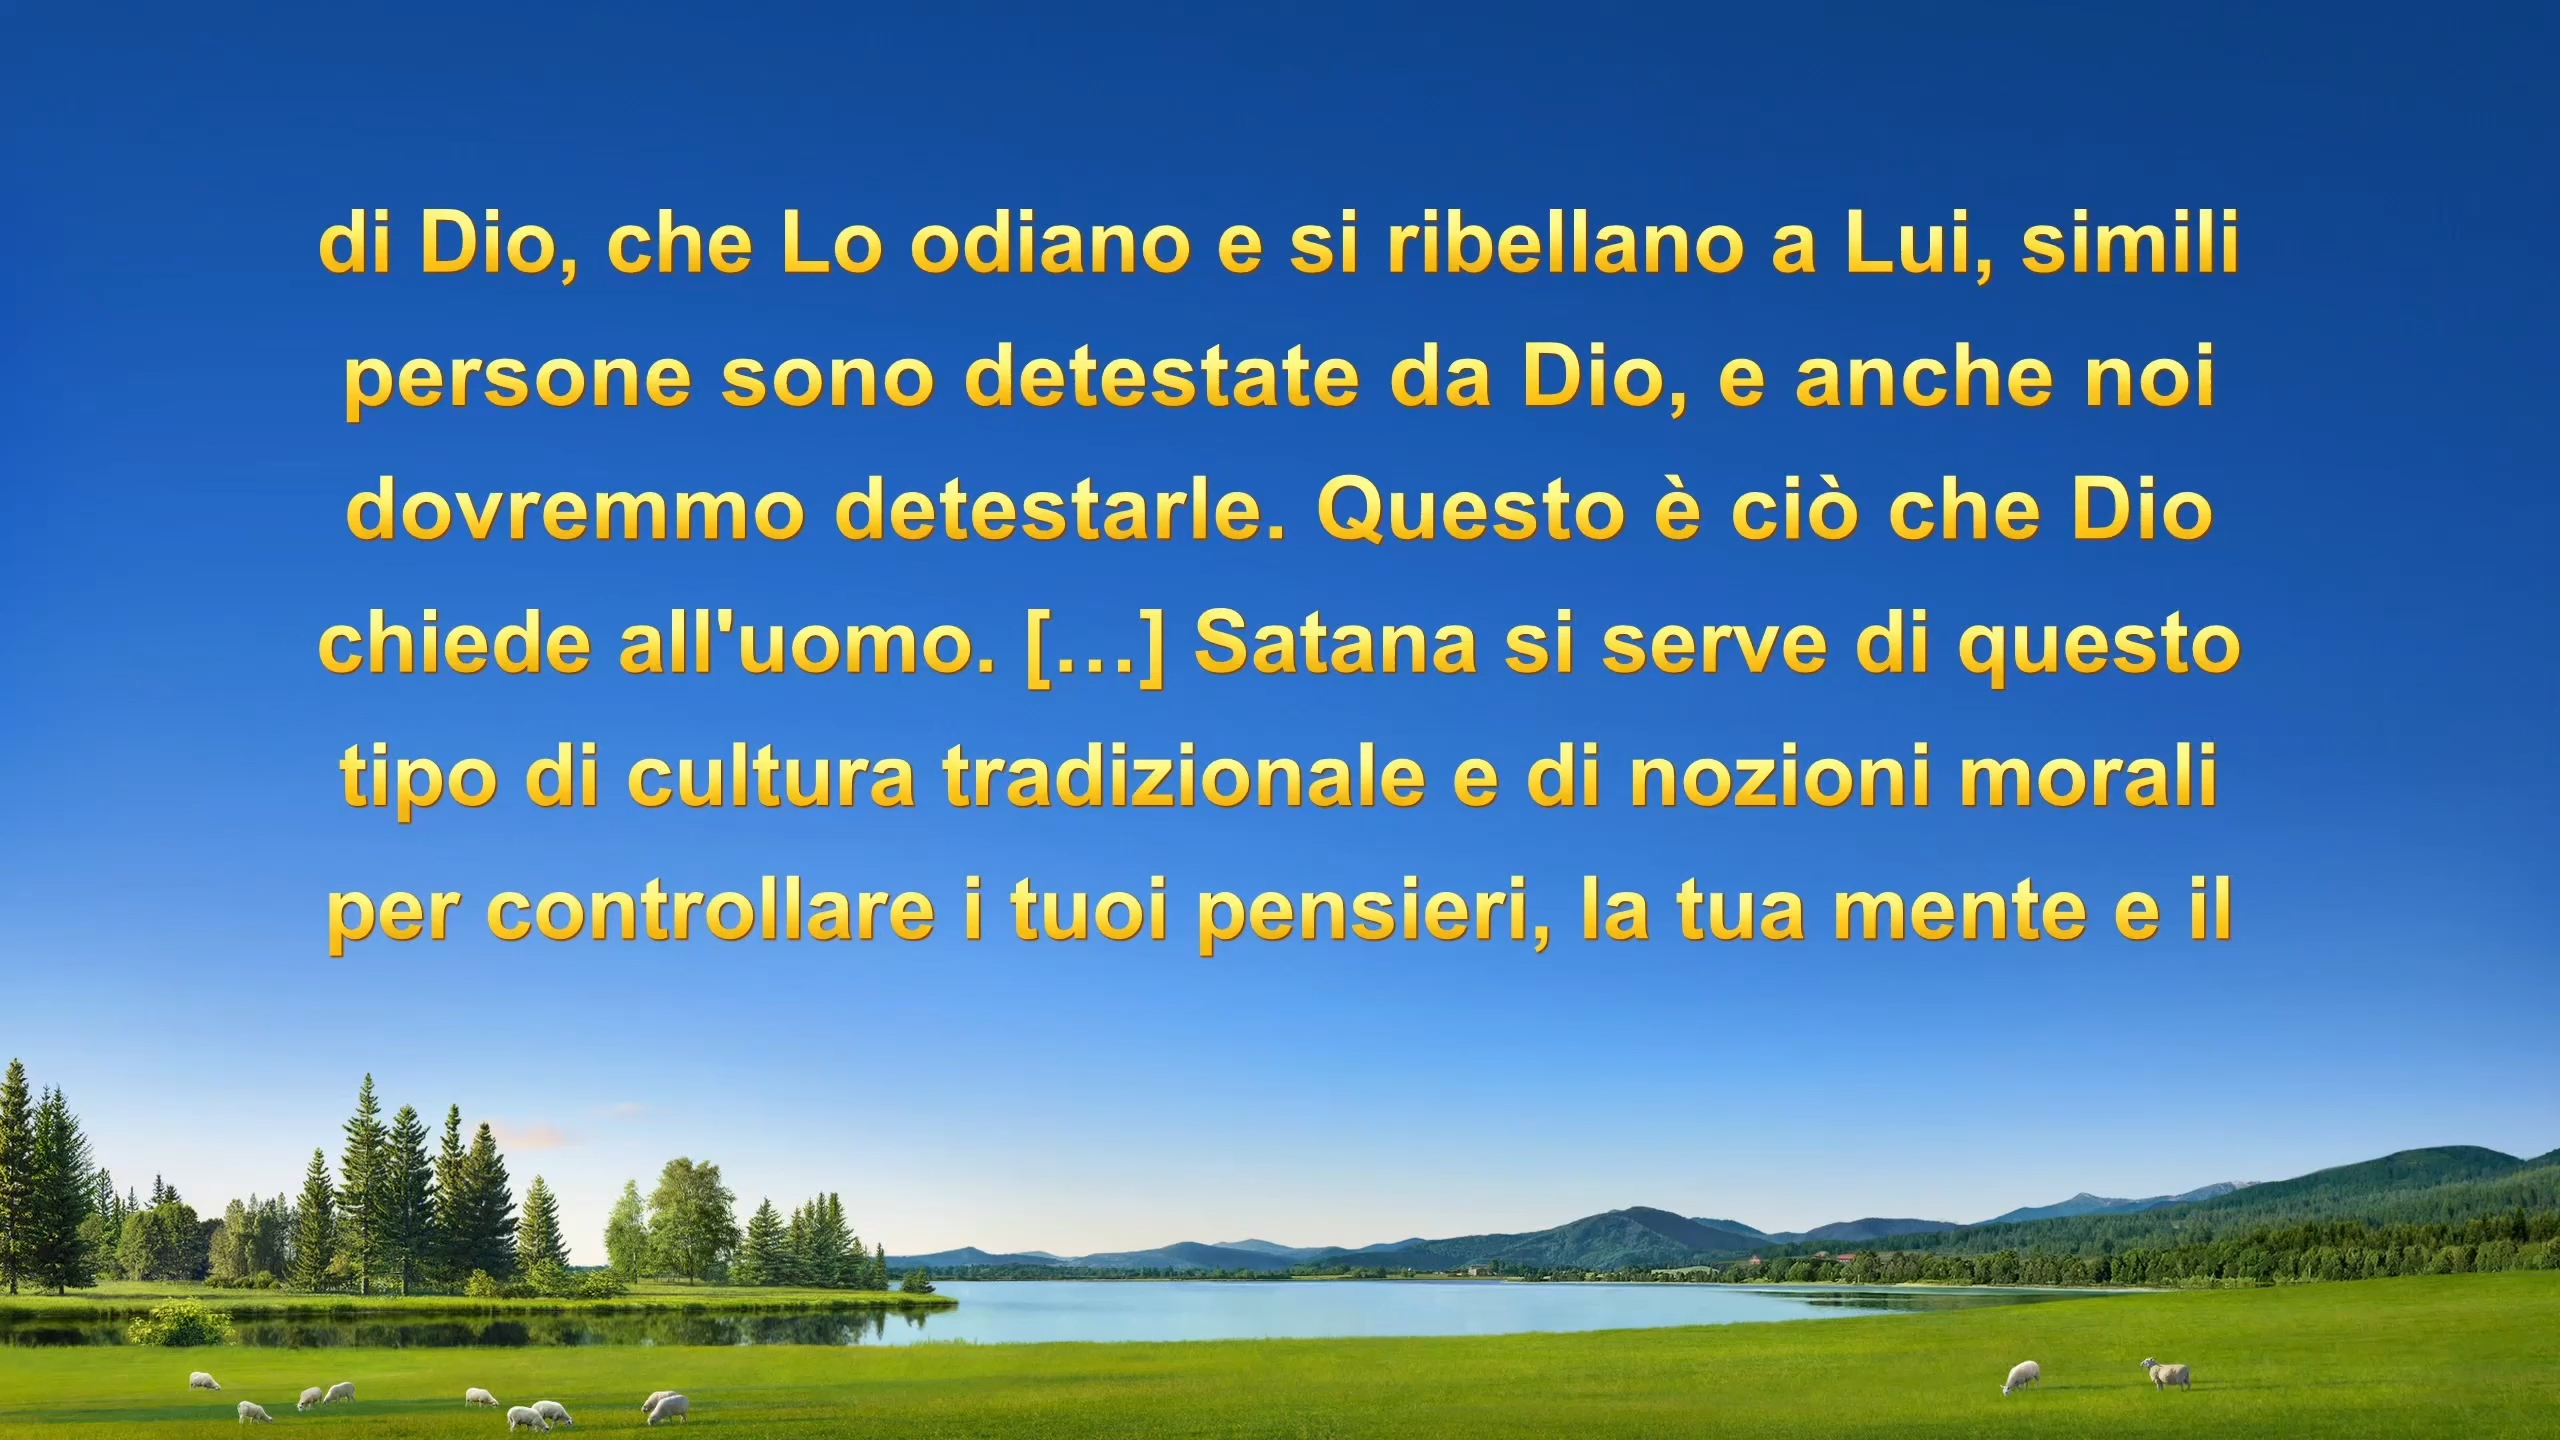 di Dio, che Lo odiano e si ribellano a Lui, simili
persone sono detestate da Dio, e anche noi
dovremmo detestarle. Questo è ciò che Dio
chiede all'uomo. […] Satana si serve di questo
tipo di cultura tradizionale e di nozioni morali
per controllare i tuoi pensieri, la tua mente e il